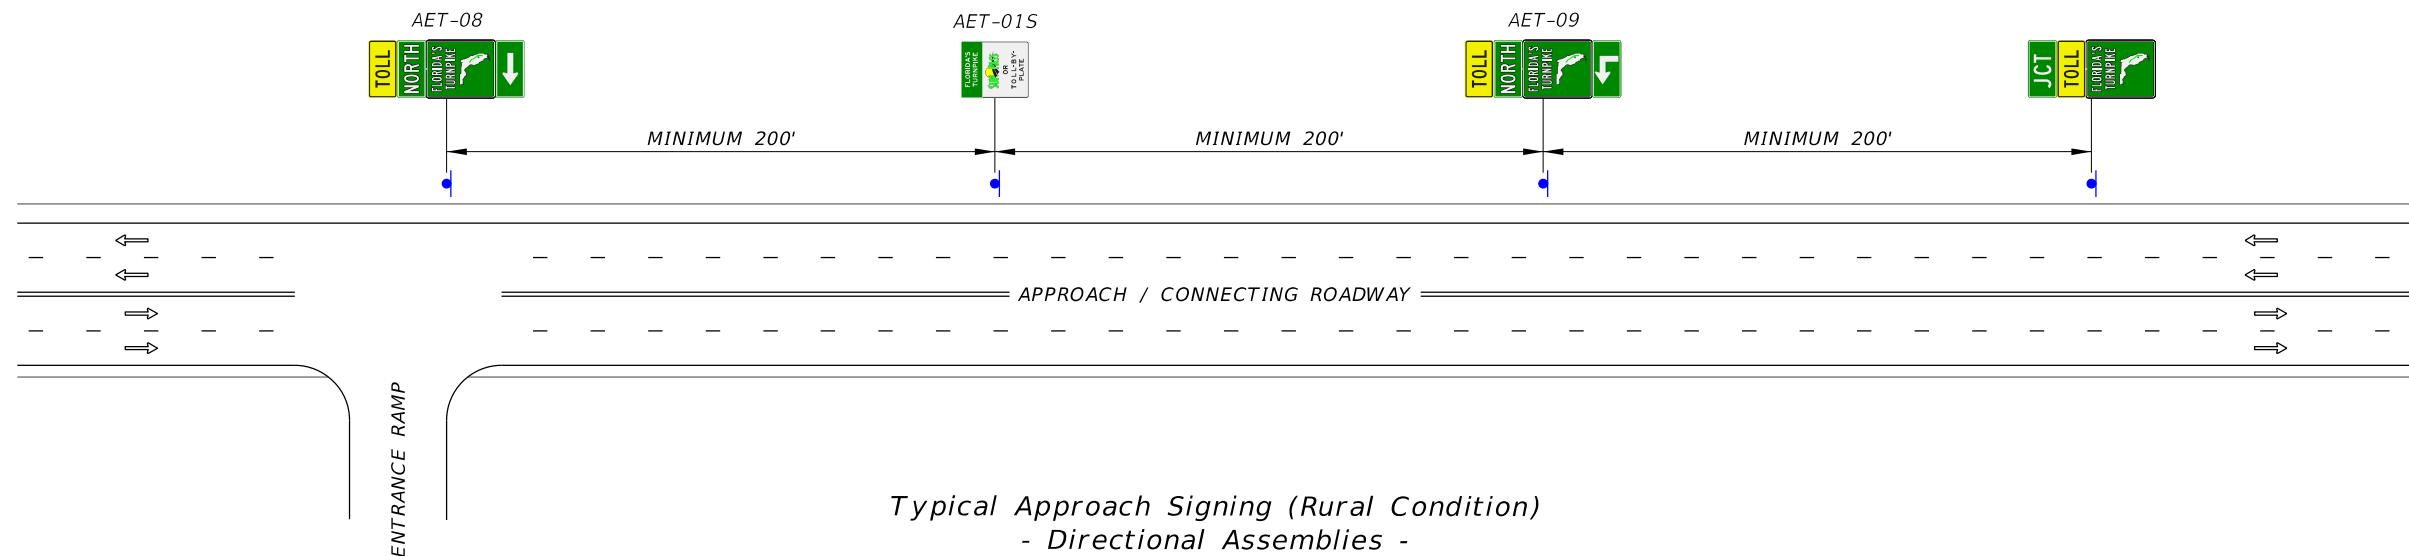 AET-08
AET-01S
AET-09
TOLL
NORTH
FLORIDA'S
TURNPIKE
FLORIDA'S
TURNPIKE
SUNPASS
OR
TOLL-BY-
PLATE
TOLL
NORTH
FLORIDA'S
TURNPIKE
JCT
TOLL
FLORIDA'S
TURNPIKE
MINIMUM 200'
MINIMUM 200'
MINIMUM 200'
APPROACH / CONNECTING ROADWAY
ENTRANCE RAMP
Typical Approach Signing (Rural Condition)
- Directional Assemblies -